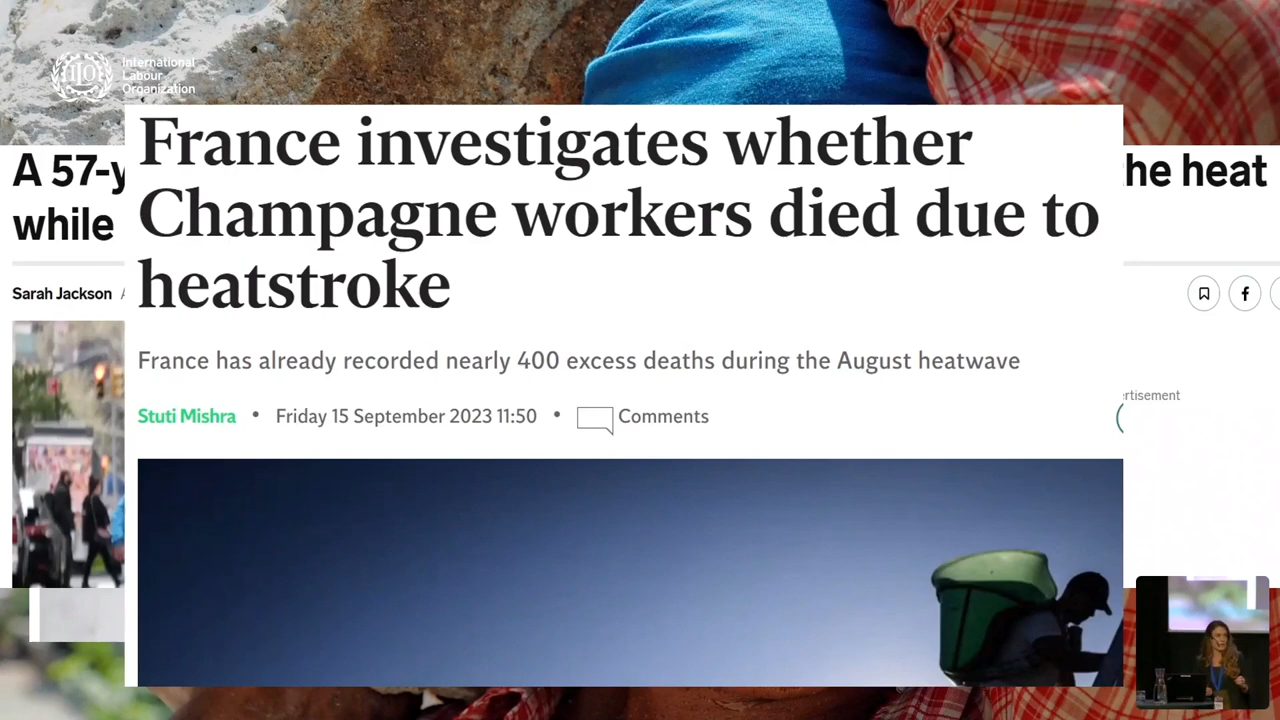 International
Labour
Organization
France investigates whether
Champagne workers died due to
heatstroke
A 57-y
he heat
while
Sarah Jackson
France has already recorded nearly 400 excess deaths during the August heatwave
Stuti Mishra • Friday 15 September 2023 11:50 • Comments
rtisement